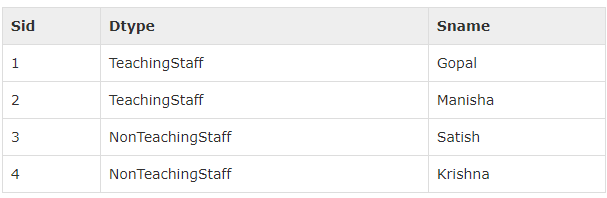 Sid Dtype Sname
1 TeachingStaff Gopal
2 TeachingStaff Manisha
3 NonTeachingStaff Satish
4 NonTeachingStaff Krishna